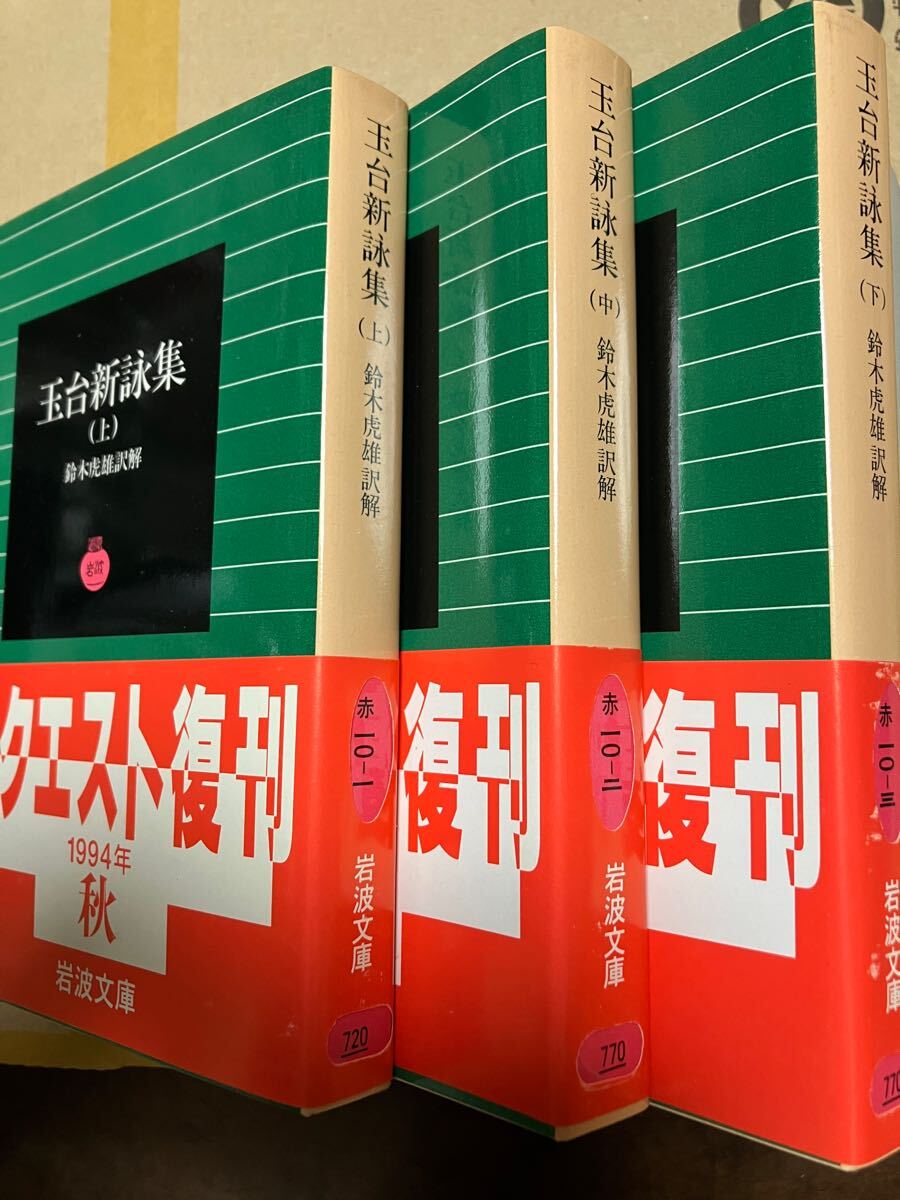 玉台新詠集
(上)
鈴木虎雄訳解
岩波
クエスト復刊
1994年
秋
岩波文庫
玉台新詠集(上) 鈴木虎雄訳解
赤一〇-一
岩波文庫
720
復刊
玉台新詠集(中) 鈴木虎雄訳解
赤一〇-二
岩波文庫
770
復刊
玉台新詠集(下) 鈴木虎雄訳解
赤一〇-三
岩波文庫
770